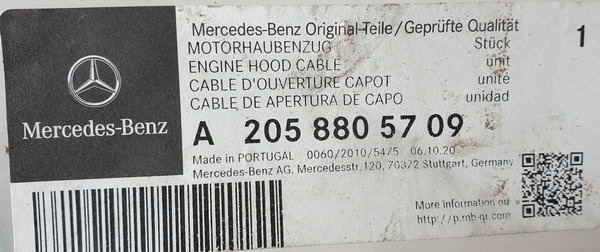 Mercedes-Benz
Mercedes-Benz Original-Teile/Geprüfte Qualität
MOTORHAUBENZUG Stück 1
ENGINE HOOD CABLE unit
CABLE D'OUVERTURE CAPOT unité
CABLE DE APERTURA DE CAPO unidad
A 205 880 57 09
Made in PORTUGAL 0060/2010/5475 06.10.20
Mercedes-Benz AG, Mercedesstr.120, 70372 Stuttgart, Germany
More information on
http://p.mb-qr.com